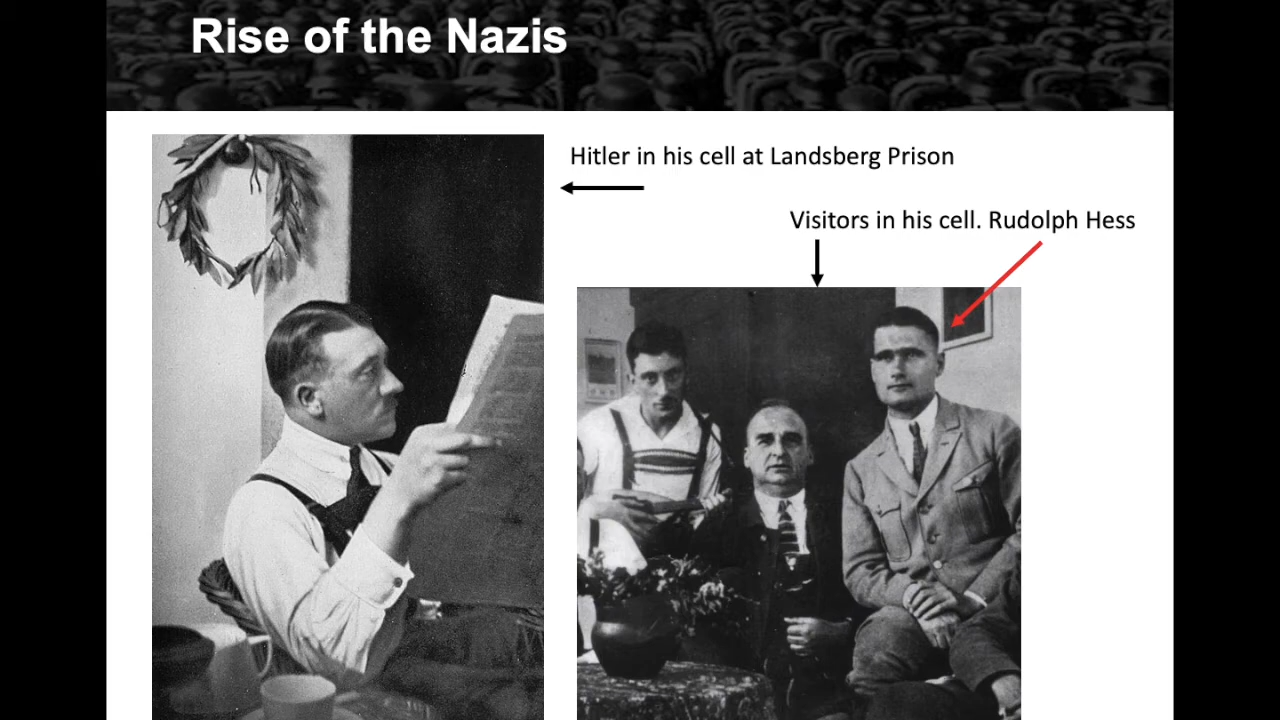 Rise of the Nazis
Hitler in his cell at Landsberg Prison
Visitors in his cell. Rudolph Hess